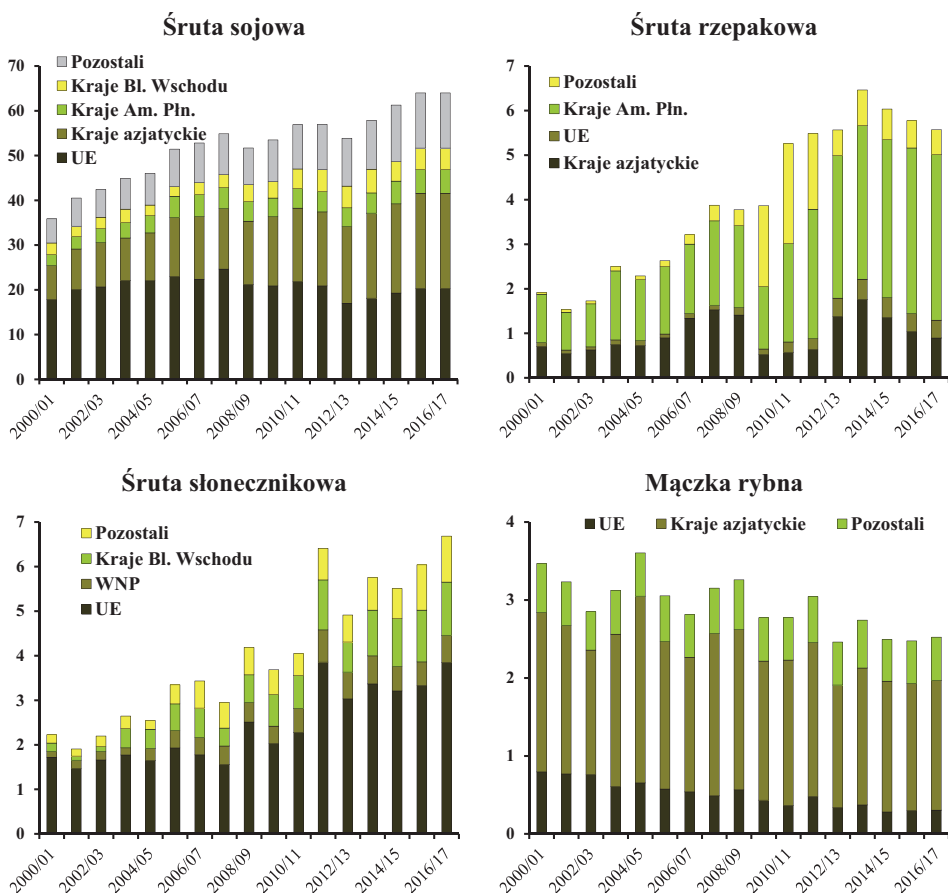 Śruta sojowa
70
60
50
40
30
20
10
0
Pozostali
Kraje Bl. Wschodu
Kraje Am. Płn.
Kraje azjatyckie
UE
2000/01 2002/03 2004/05 2006/07 2008/09 2010/11 2012/13 2014/15 2016/17
Śruta rzepakowa
7
6
5
4
3
2
1
0
Pozostali
Kraje Am. Płn.
UE
Kraje azjatyckie
2000/01 2002/03 2004/05 2006/07 2008/09 2010/11 2012/13 2014/15 2016/17
Śruta słonecznikowa
7
6
5
4
3
2
1
0
Pozostali
Kraje Bl. Wschodu
WNP
UE
2000/01 2002/03 2004/05 2006/07 2008/09 2010/11 2012/13 2014/15 2016/17
Mączka rybna
4
3
2
1
0
UE Kraje azjatyckie Pozostali
2000/01 2002/03 2004/05 2006/07 2008/09 2010/11 2012/13 2014/15 2016/17